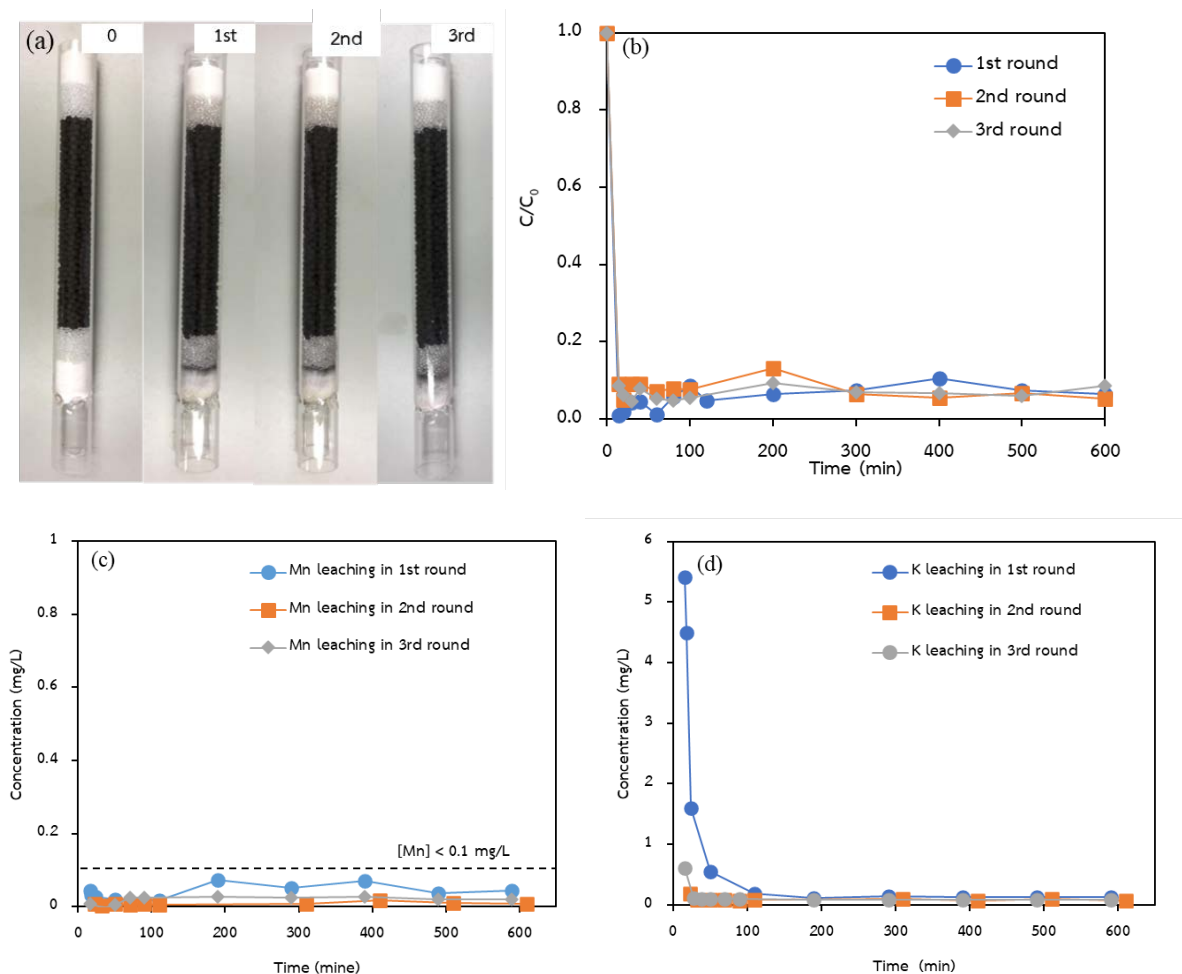 (a)
0
1st
2nd
3rd
(b)
1.0
0.8
0.6
0.4
0.2
0.0
C/C0
0 100 200 300 400 500 600
Time (min)
1st round
2nd round
3rd round
(c)
1
0.8
0.6
0.4
0.2
0
Concentration (mg/L)
Mn leaching in 1st round
Mn leaching in 2nd round
Mn leaching in 3rd round
[Mn] < 0.1 mg/L
0 100 200 300 400 500 600
Time (mine)
(d)
6
5
4
3
2
1
0
Concentration (mg/L)
K leaching in 1st round
K leaching in 2nd round
K leaching in 3rd round
0 100 200 300 400 500 600
Time (min)